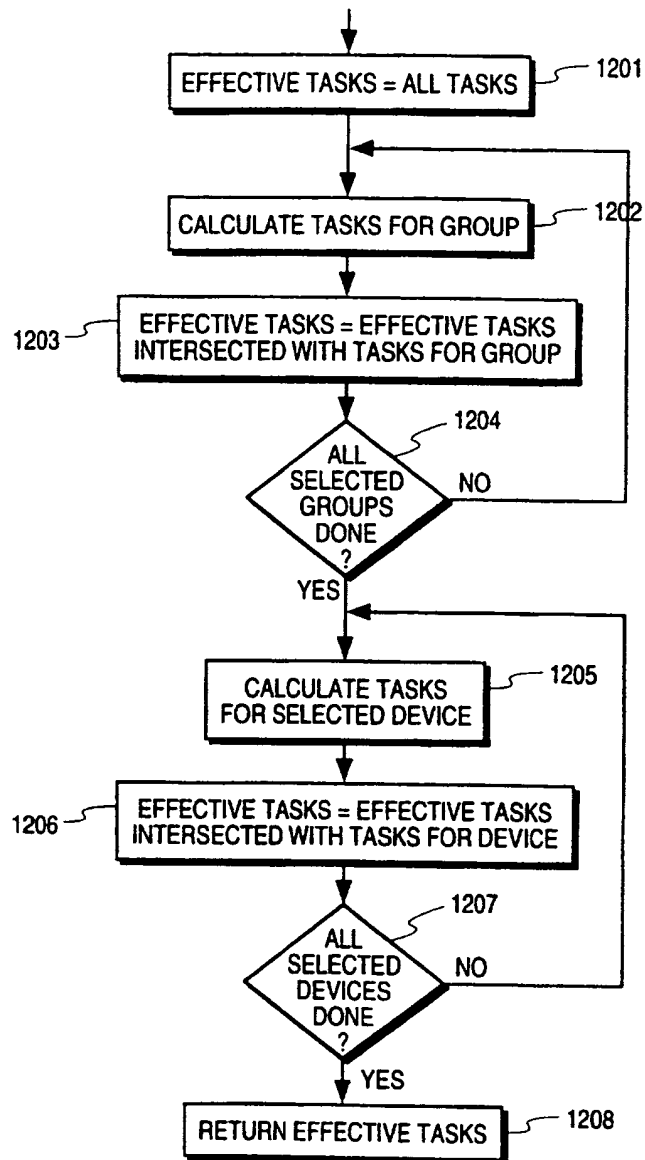 EFFECTIVE TASKS = ALL TASKS
1201
CALCULATE TASKS FOR GROUP
1202
1203
EFFECTIVE TASKS = EFFECTIVE TASKS
INTERSECTED WITH TASKS FOR GROUP
1204
ALL
SELECTED
GROUPS
DONE
?
NO
YES
CALCULATE TASKS
FOR SELECTED DEVICE
1205
1206
EFFECTIVE TASKS = EFFECTIVE TASKS
INTERSECTED WITH TASKS FOR DEVICE
1207
ALL
SELECTED
DEVICES
DONE
?
NO
YES
RETURN EFFECTIVE TASKS
1208